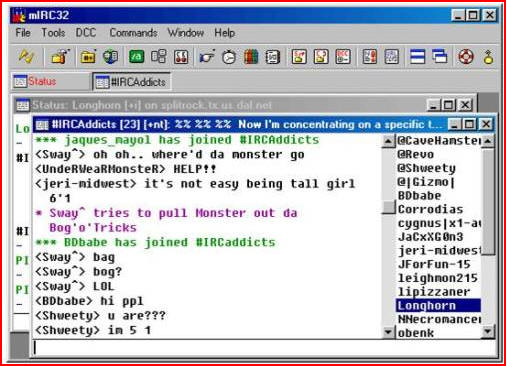 mIRC32
File Tools DCC Commands Window Help
Status #IRCAddicts
Status: Longhorn [+i] on splitrock.tx.us.dal.net
#IRCAddicts [23] [+nt]: %% %% %% %% Now I'm concentrating on a specific t...
*** jaques_mayol has joined #IRCAddicts
<Sway^> oh oh.. where'd da monster go
<UndeRWeaRMonsteR> HELP!!
<jeri-midwest> it's not easy being tall girl
6'1
* Sway^ tries to pull Monster out da
Bog'o'Tricks
*** BDbabe has joined #IRCaddicts
<Sway^> bag
<Sway^> bog?
<Sway^> LOL
<BDbabe> hi ppl
<Shweety> u are???
<Shweety> im 5 1
@CaveHamster
@Revo
@Shweety
@|Gizmo|
BDbabe
Corrodias
cygnus|x1-av
JaCxXG0n3
jeri-midwest
JForFun-15
leighmon215
lipizzaner
Longhorn
NNecromancer
obenk